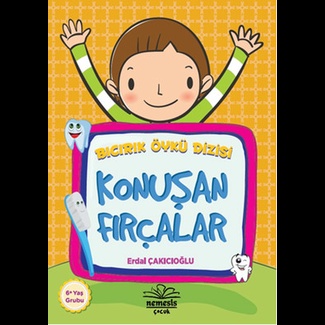 BICIRIK ÖYKÜ DİZİSİ
KONUŞAN
FIRÇALAR
Erdal ÇAKICIOĞLU
6+ Yaş
Grubu
nemesis
çocuk